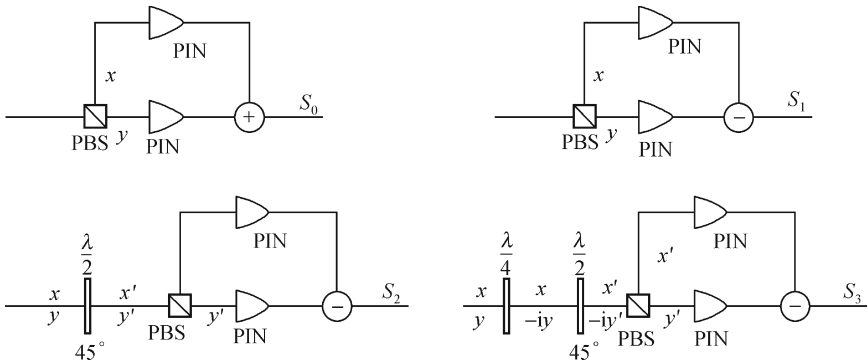 PIN
x
S₀
+
PBS
y
PIN
PIN
x
S₁
−
PBS
y
PIN
λ/2
PIN
x
x′
S₂
y
y′
y′
−
PBS
PIN
45°
λ/4
λ/2
PIN
x′
x
x
x′
S₃
y
−iy
−iy′
y′
−
PBS
PIN
45°